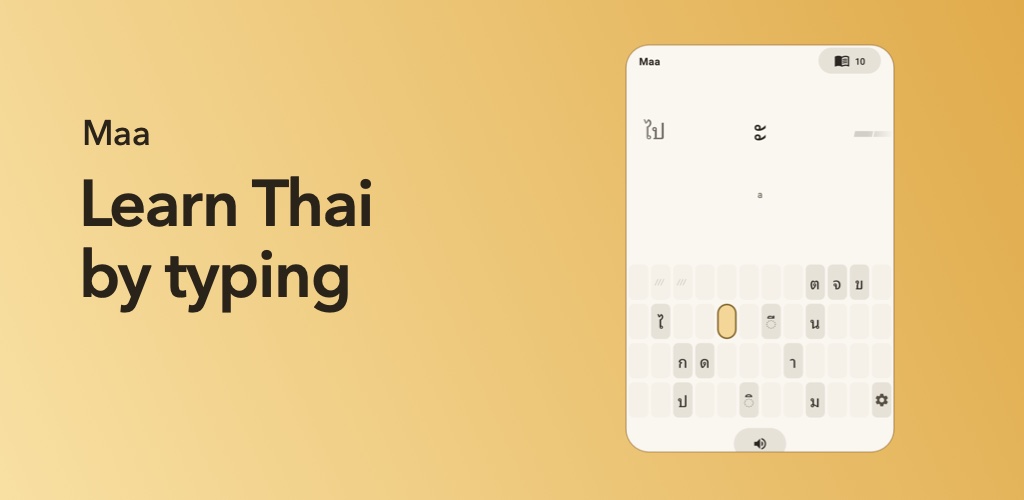 Maa
Learn Thai
by typing
Maa
10
ไป
ะ
a
ต จ ข
ไ ี น
ก ด า
ป ิ ม